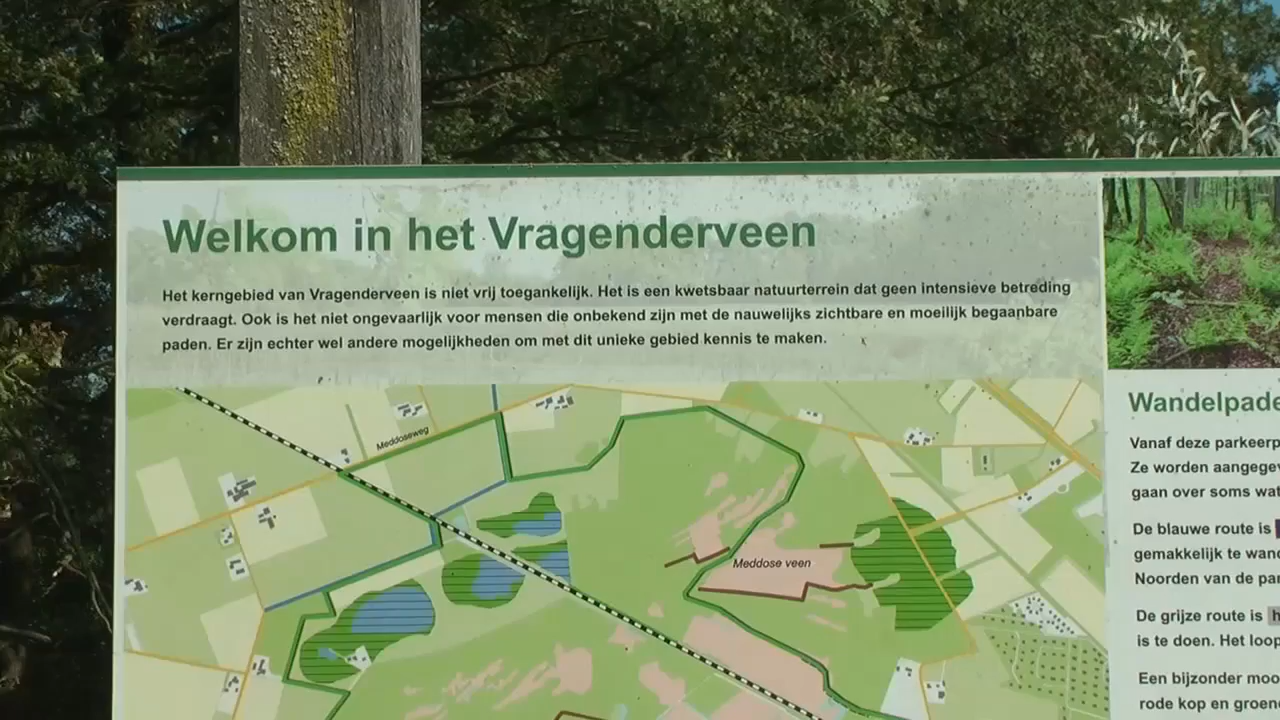 Welkom in het Vragenderveen
Het kerngebied van Vragenderveen is niet vrij toegankelijk. Het is een kwetsbaar natuurterrein dat geen intensieve betreding
verdraagt. Ook is het niet ongevaarlijk voor mensen die onbekend zijn met de nauwelijks zichtbare en moeilijk begaanbare
paden. Er zijn echter wel andere mogelijkheden om met dit unieke gebied kennis te maken.
Meddoseweg
Meddose veen
Wandelpade
Vanaf deze parkeerp
Ze worden aangegev
gaan over soms wat
De blauwe route is
gemakkelijk te wand
Noorden van de par
De grijze route is h
is te doen. Het loop
Een bijzonder mooi
rode kop en groen